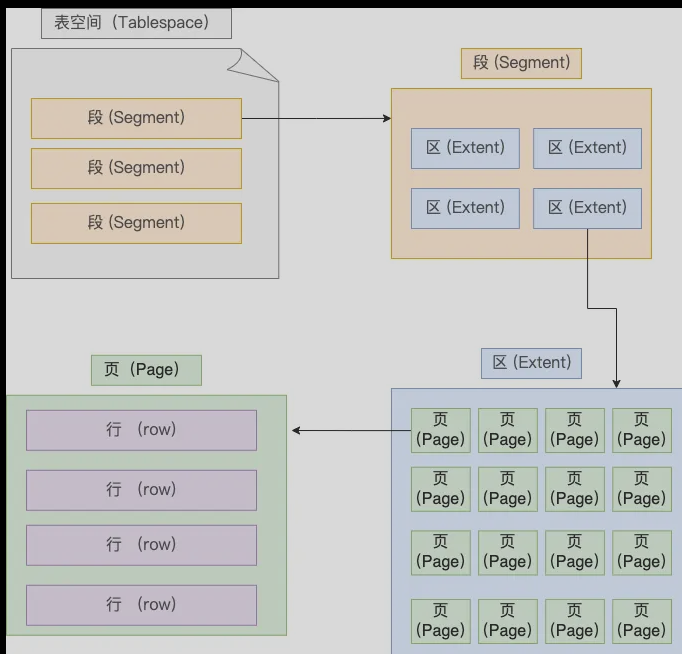 表空间（Tablespace）
段 (Segment)
段 (Segment)
段 (Segment)
段 (Segment)
区 (Extent)
区 (Extent)
区 (Extent)
区 (Extent)
页（Page）
行 （row）
行 （row）
行 （row）
行 （row）
区 (Extent)
页
(Page)
页
(Page)
页
(Page)
页
(Page)
页
(Page)
页
(Page)
页
(Page)
页
(Page)
页
(Page)
页
(Page)
页
(Page)
页
(Page)
页
(Page)
页
(Page)
页
(Page)
页
(Page)